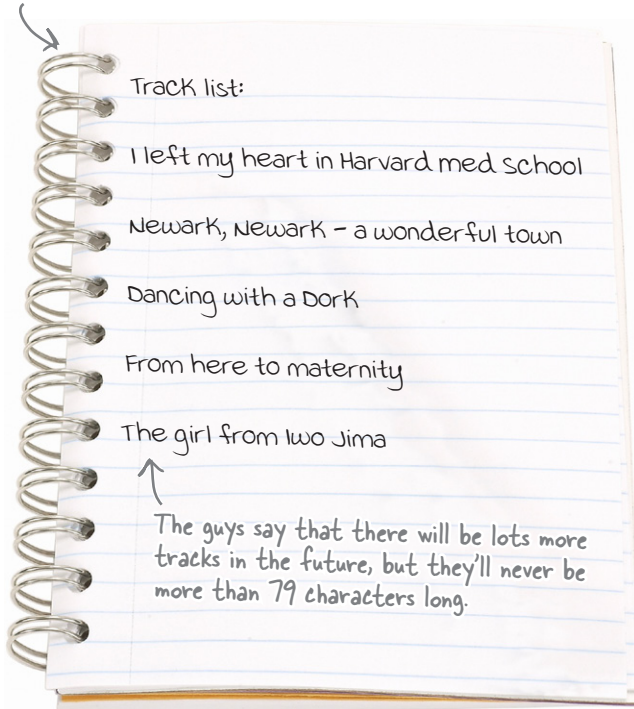 Track list:
I left my heart in Harvard med school
Newark, Newark - a wonderful town
Dancing with a Dork
From here to maternity
The girl from Iwo Jima
The guys say that there will be lots more
tracks in the future, but they'll never be
more than 79 characters long.